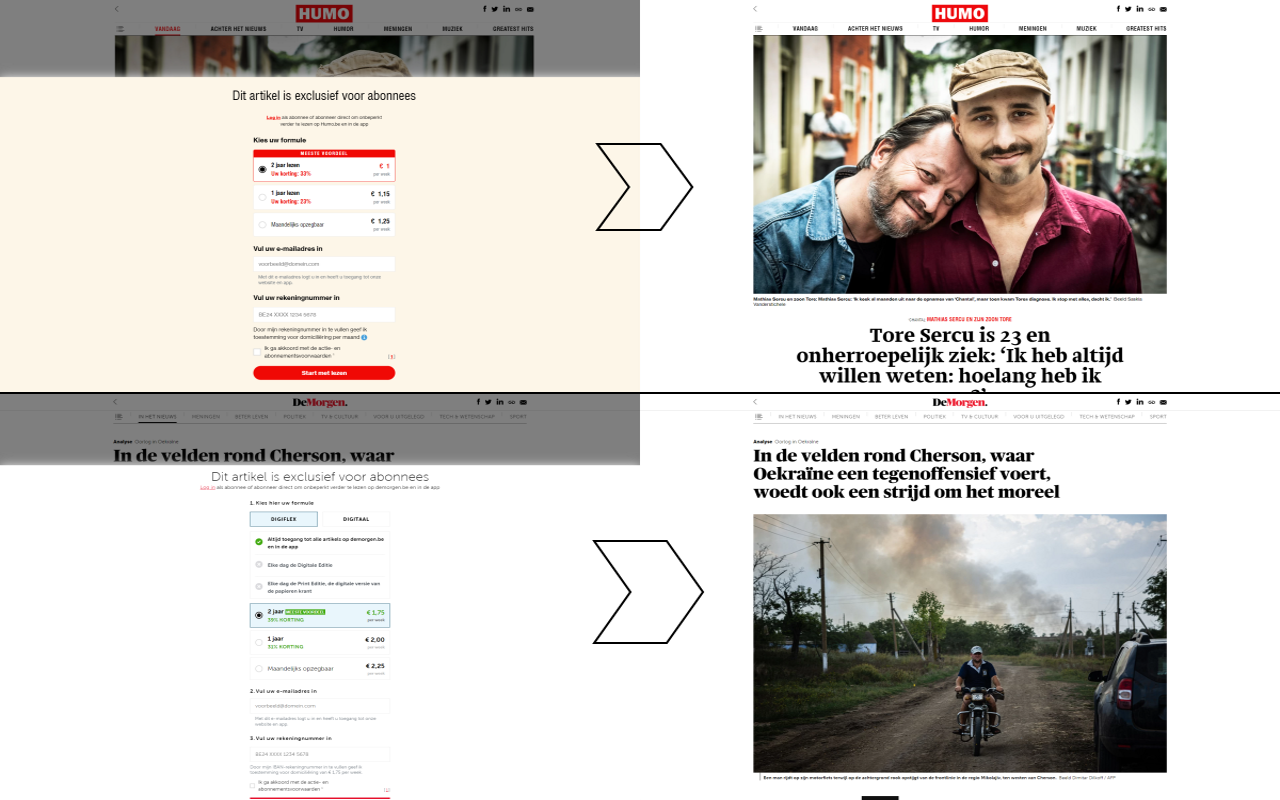 HUMO
VANDAAG ACHTER HET NIEUWS TV HUMOR MENINGEN MUZIEK GREATEST HITS
Dit artikel is exclusief voor abonnees
Log in als abonnee of abonneer direct om onbeperkt
verder te lezen op Humo.be en in de app
Kies uw formule
MEESTE VOORDEEL
2 jaar lezen € 1
Uw korting: 33% per week
1 jaar lezen € 1,15
Uw korting: 23% per week
Maandelijks opzegbaar € 1,25
per week
Vul uw e-mailadres in
voorbeeld@domein.com
Met dit e-mailadres logt u in en heeft u toegang tot onze
website en app.
Vul uw rekeningnummer in
BE24 XXXX 1234 5678
Door mijn rekeningnummer in te vullen geef ik
toestemming voor domiciliëring per maand
Ik ga akkoord met de actie- en
abonnementsvoorwaarden *
Start met lezen
HUMO
VANDAAG ACHTER HET NIEUWS TV HUMOR MENINGEN MUZIEK GREATEST HITS
Mathias Sercu en zoon Tore: Mathias Sercu: 'Ik keek al maanden uit naar de opnames van 'Chantal', maar toen kwam Tores diagnose. Ik stop met alles, dacht ik.' Beeld Saskia
Vanderstichele
MATHIAS SERCU EN ZIJN ZOON TORE
Tore Sercu is 23 en
onherroepelijk ziek: ‘Ik heb altijd
willen weten: hoelang heb ik
DeMorgen.
IN HET NIEUWS MENINGEN BETER LEVEN POLITIEK TV & CULTUUR VOOR U UITGELEGD TECH & WETENSCHAP SPORT
Analyse Oorlog in Oekraïne
In de velden rond Cherson, waar
Dit artikel is exclusief voor abonnees
Log in als abonnee of abonneer direct om onbeperkt verder te lezen op demorgen.be en in de app
1. Kies hier uw formule
DIGIFLEX DIGITAAL
Altijd toegang tot alle artikels op demorgen.be
en in de app
Elke dag de Digitale Editie
Elke dag de Print Editie, de digitale versie van
de papieren krant
2 jaar MEESTE VOORDEEL € 1,75
39% KORTING per week
1 jaar € 2,00
31% KORTING per week
Maandelijks opzegbaar € 2,25
per week
2. Vul uw e-mailadres in
voorbeeld@domein.com
Met dit e-mailadres logt u in en heeft u toegang tot onze
website en app.
3. Vul uw rekeningnummer in
BE24 XXXX 1234 5678
Door mijn IBAN-rekeningnummer in te vullen geef ik
toestemming voor domiciliëring van € 1,75 per week
Ik ga akkoord met de actie- en
abonnementsvoorwaarden *
DeMorgen.
IN HET NIEUWS MENINGEN BETER LEVEN POLITIEK TV & CULTUUR VOOR U UITGELEGD TECH & WETENSCHAP SPORT
Analyse Oorlog in Oekraïne
In de velden rond Cherson, waar
Oekraïne een tegenoffensief voert,
woedt ook een strijd om het moreel
Een man rijdt op zijn motorfiets terwijl op de achtergrond rook opstijgt van de frontlinie in de regio Mikolajiv, ten westen van Cherson. Beeld Dimitar Dilkoff / AFP